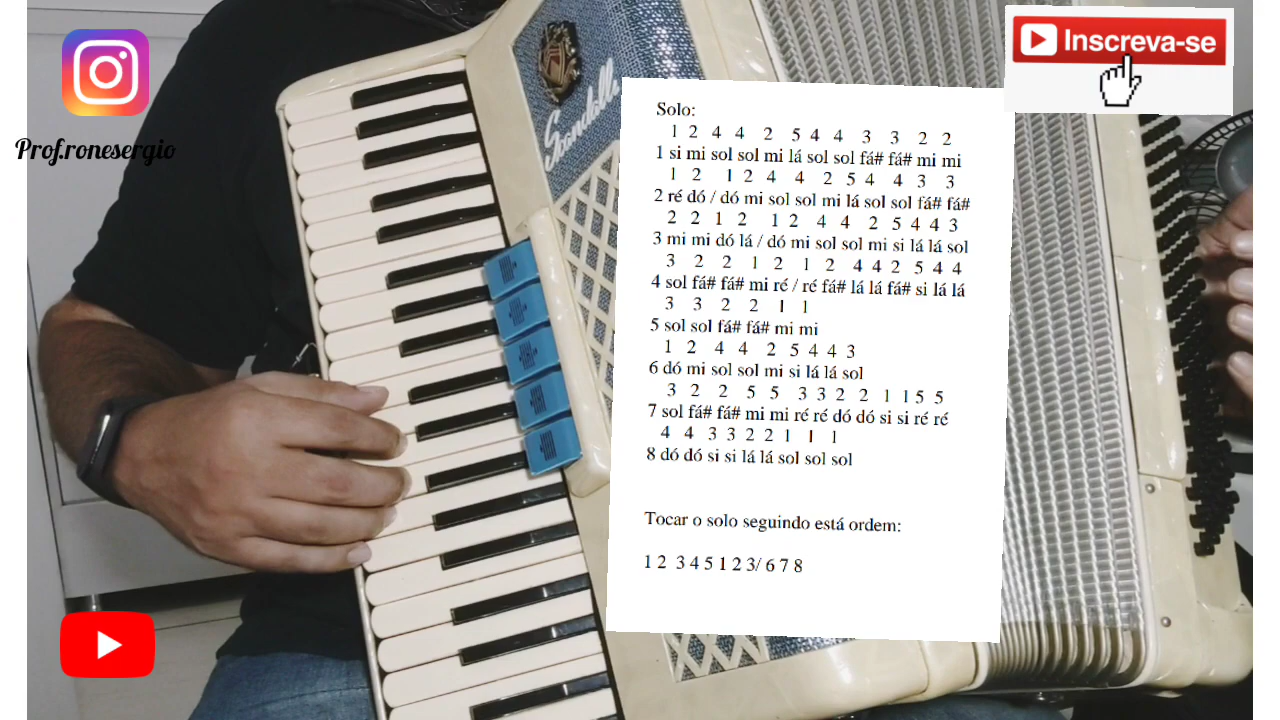 Inscreva-se
Scandalli
Prof.ronesergio
Solo:
1 2 4 4 2 5 4 4 3 3 2 2
1 si mi sol sol mi lá sol sol fá# fá# mi mi
1 2 1 2 4 4 2 5 4 4 3 3
2 ré dó / dó mi sol sol mi lá sol sol fá# fá#
2 2 1 2 1 2 4 4 2 5 4 4 3
3 mi mi dó lá / dó mi sol sol mi si lá lá sol
3 2 2 1 2 1 2 4 4 2 5 4 4
4 sol fá# fá# mi ré / ré fá# lá lá fá# si lá lá
3 3 2 2 1 1
5 sol sol fá# fá# mi mi
1 2 4 4 2 5 4 4 3
6 dó mi sol sol mi si lá lá sol
3 2 2 5 5 3 3 2 2 1 1 5 5
7 sol fá# fá# mi mi ré ré dó dó si si ré ré
4 4 3 3 2 2 1 1 1
8 dó dó si si lá lá sol sol sol
Tocar o solo seguindo está ordem:
1 2 3 4 5 1 2 3/ 6 7 8